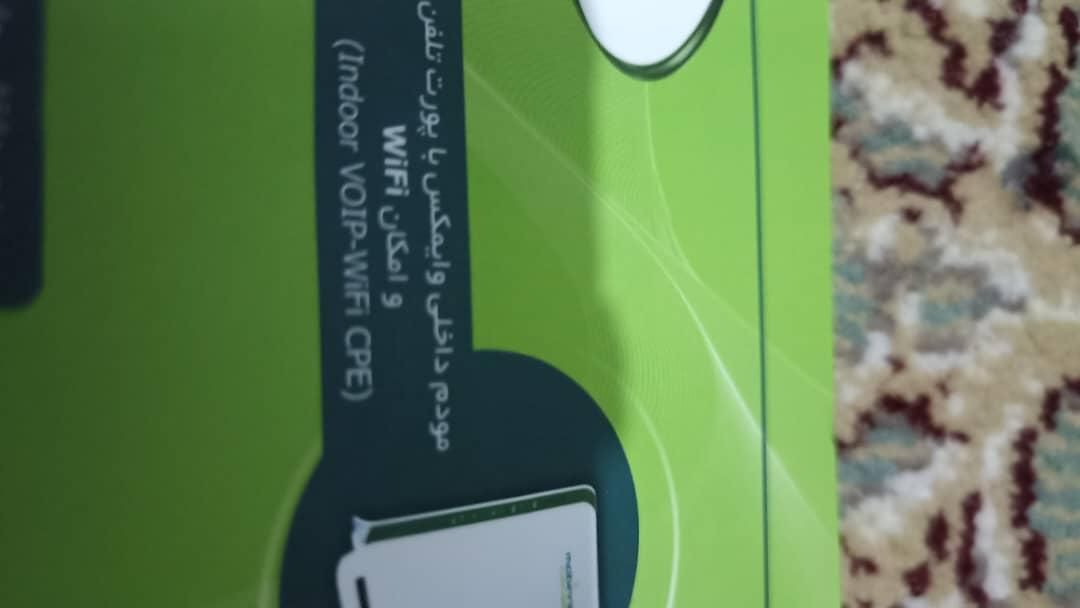 مودم داخلی وایمکس با پورت تلفن
و امکان WiFi
(Indoor VOIP-WiFi CPE)